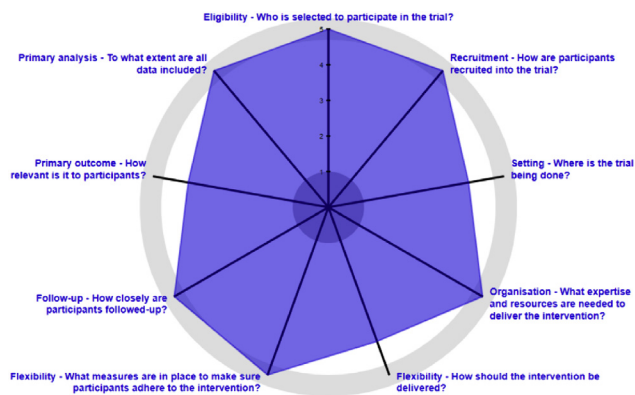 Eligibility - Who is selected to participate in the trial?
Primary analysis - To what extent are all
data included?
Recruitment - How are participants
recruited into the trial?
5
4
3
2
1
Primary outcome - How
relevant is it to participants?
Setting - Where is the trial
being done?
Follow-up - How closely are
participants followed-up?
Organisation - What expertise
and resources are needed to
deliver the intervention?
Flexibility - What measures are in place to make sure
participants adhere to the intervention?
Flexibility - How should the intervention be
delivered?